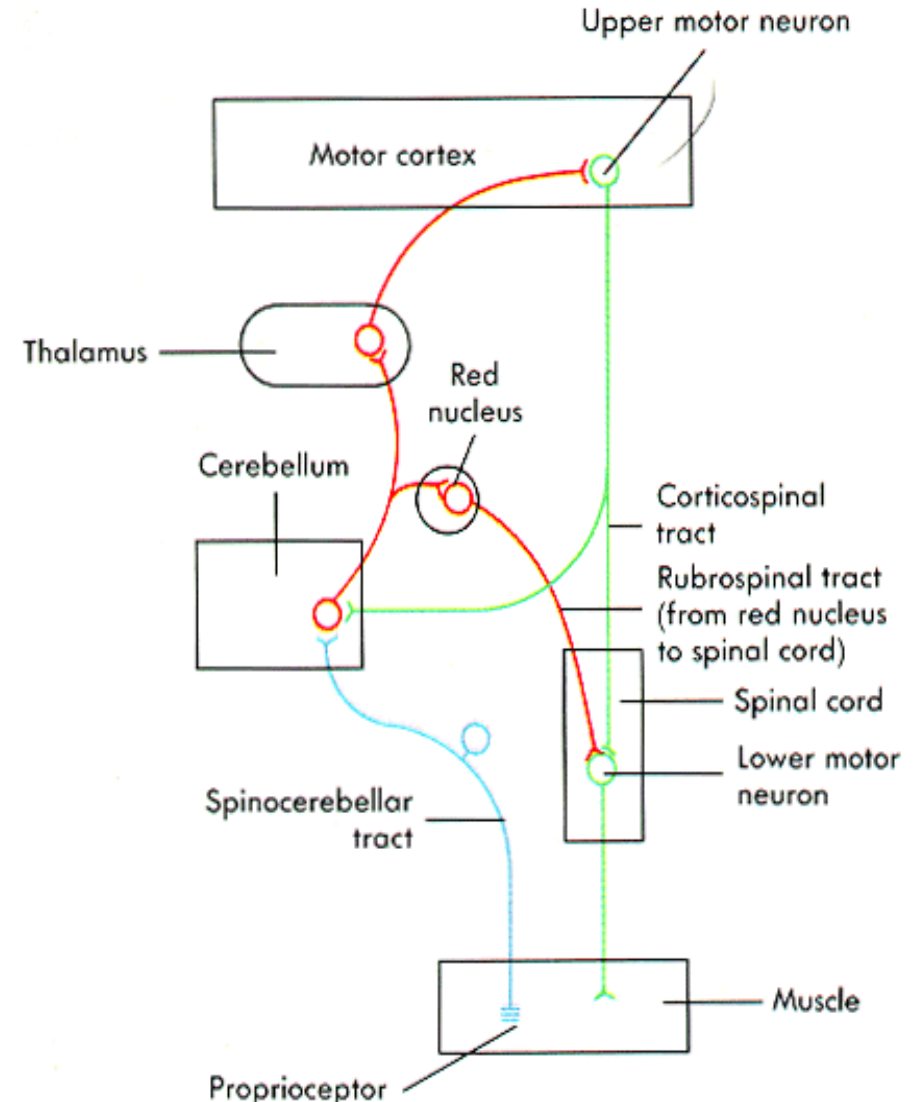 Upper motor neuron
Motor cortex
Thalamus
Red
nucleus
Cerebellum
Corticospinal
tract
Rubrospinal tract
(from red nucleus
to spinal cord)
Spinal cord
Lower motor
neuron
Spinocerebellar
tract
Muscle
Proprioceptor